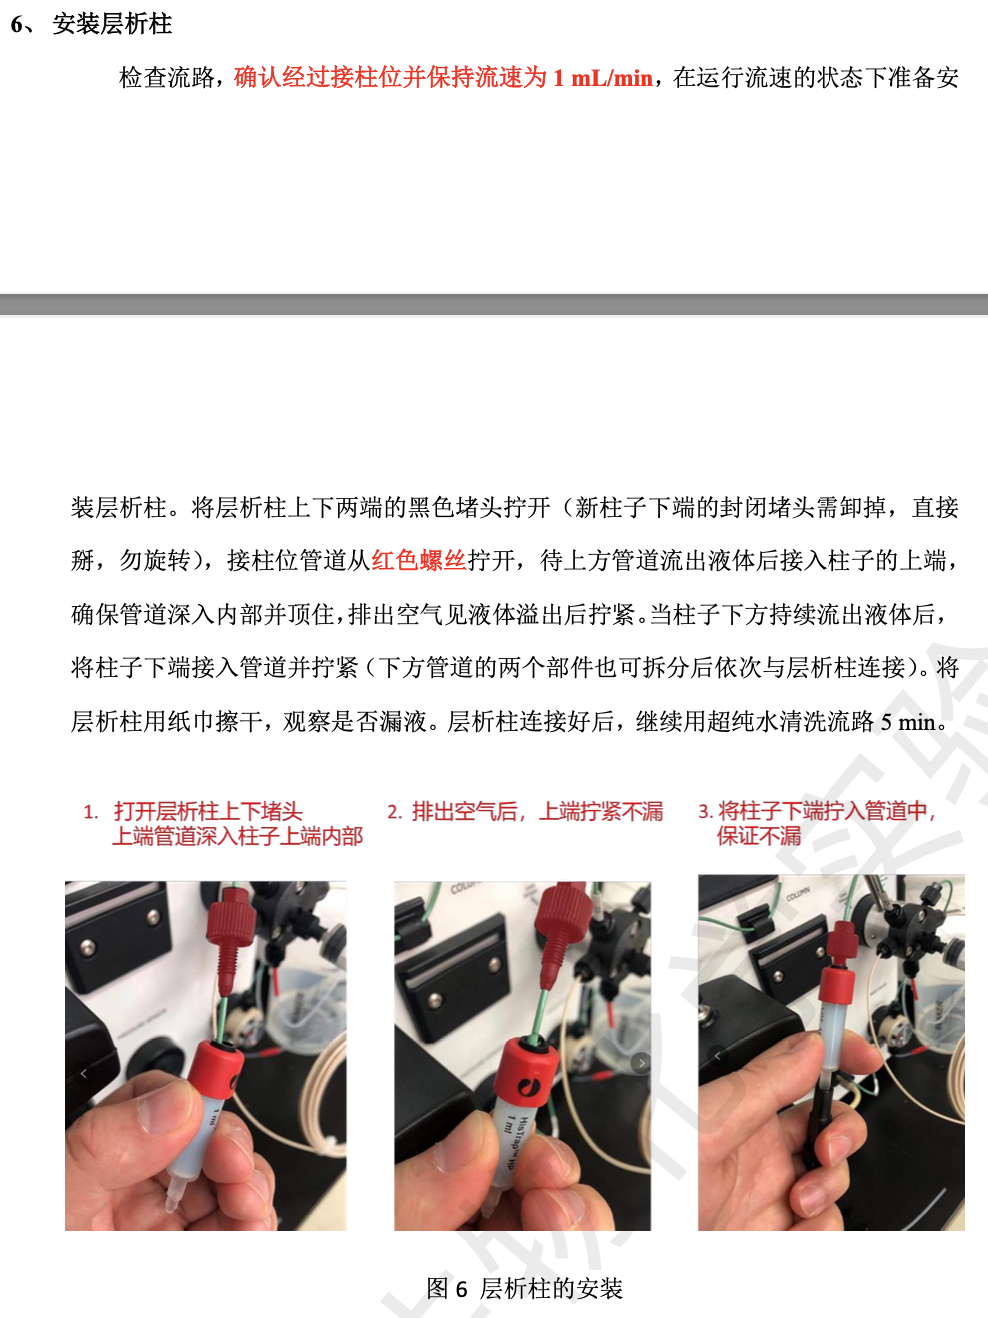 6、 安装层析柱
检查流路，确认经过接柱位并保持流速为 1 mL/min，在运行流速的状态下准备安
装层析柱。将层析柱上下两端的黑色堵头拧开（新柱子下端的封闭堵头需卸掉，直接
掰，勿旋转），接柱位管道从红色螺丝拧开，待上方管道流出液体后接入柱子的上端，
确保管道深入内部并顶住，排出空气见液体溢出后拧紧。当柱子下方持续流出液体后，
将柱子下端接入管道并拧紧（下方管道的两个部件也可拆分后依次与层析柱连接）。将
层析柱用纸巾擦干，观察是否漏液。层析柱连接好后，继续用超纯水清洗流路 5 min。
1. 打开层析柱上下堵头
上端管道深入柱子上端内部
2. 排出空气后，上端拧紧不漏
3. 将柱子下端拧入管道中，
保证不漏
1 ml
HisTrap™ HP
1 ml
COLUMN
图 6 层析柱的安装